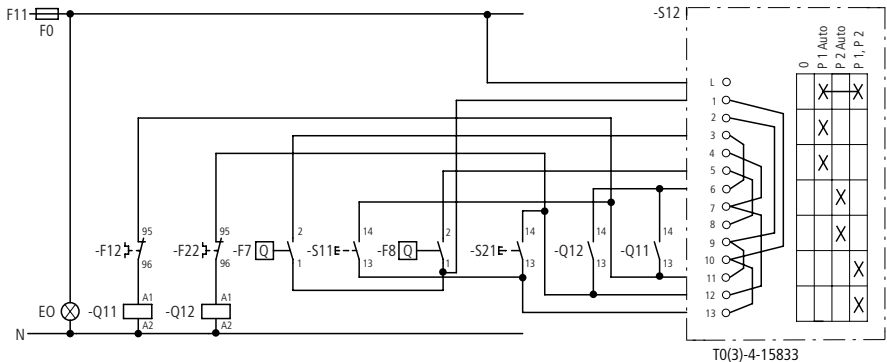 F11
F0
-S12
0
P 1 Auto
P 2 Auto
P 1, P 2
L
1
2
3
4
5
6
7
8
9
10
11
12
13
95
-F12
96
95
-F22
96
2
-F7
Q
1
14
-S11
13
2
-F8
Q
1
14
-S21
13
14
-Q12
13
14
-Q11
13
EO
-Q11
A1
A2
-Q12
A1
A2
N
T0(3)-4-15833